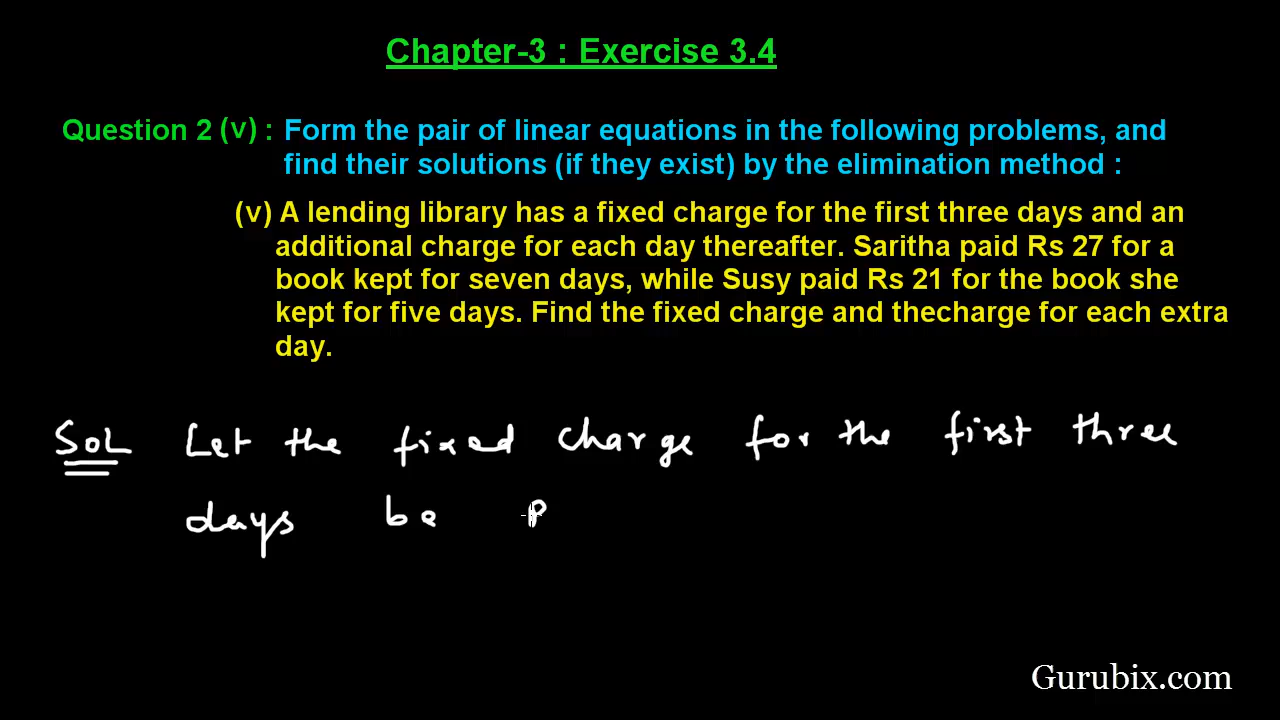 Chapter-3 : Exercise 3.4
Question 2 (v) : Form the pair of linear equations in the following problems, and
find their solutions (if they exist) by the elimination method :
(v) A lending library has a fixed charge for the first three days and an
additional charge for each day thereafter. Saritha paid Rs 27 for a
book kept for seven days, while Susy paid Rs 21 for the book she
kept for five days. Find the fixed charge and thecharge for each extra
day.
SOL Let the fixed charge for the first three
days be
Gurubix.com